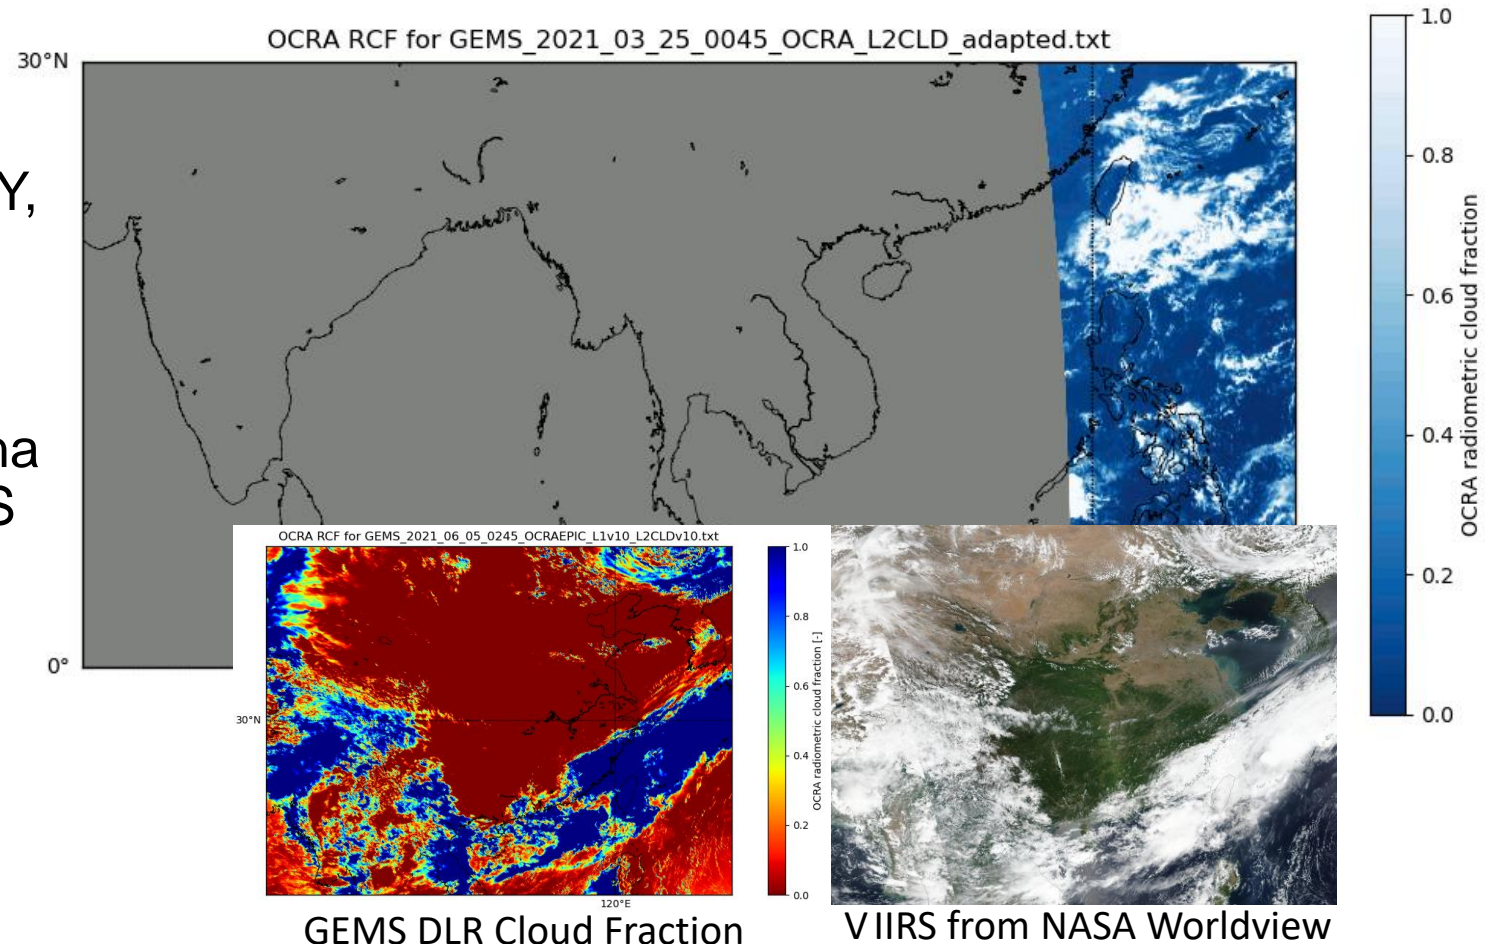 OCRA RCF for GEMS_2021_03_25_0045_OCRA_L2CLD_adapted.txt
30°N
0°
Y,
na
S
1.0
0.8
0.6
0.4
0.2
0.0
OCRA radiometric cloud fraction
OCRA RCF for GEMS_2021_06_05_0245_OCRAEPIC_L1v10_L2CLDv10.txt
30°N
120°E
1.0
0.8
0.6
0.4
0.2
0.0
OCRA radiometric cloud fraction [-]
GEMS DLR Cloud Fraction
VIIRS from NASA Worldview